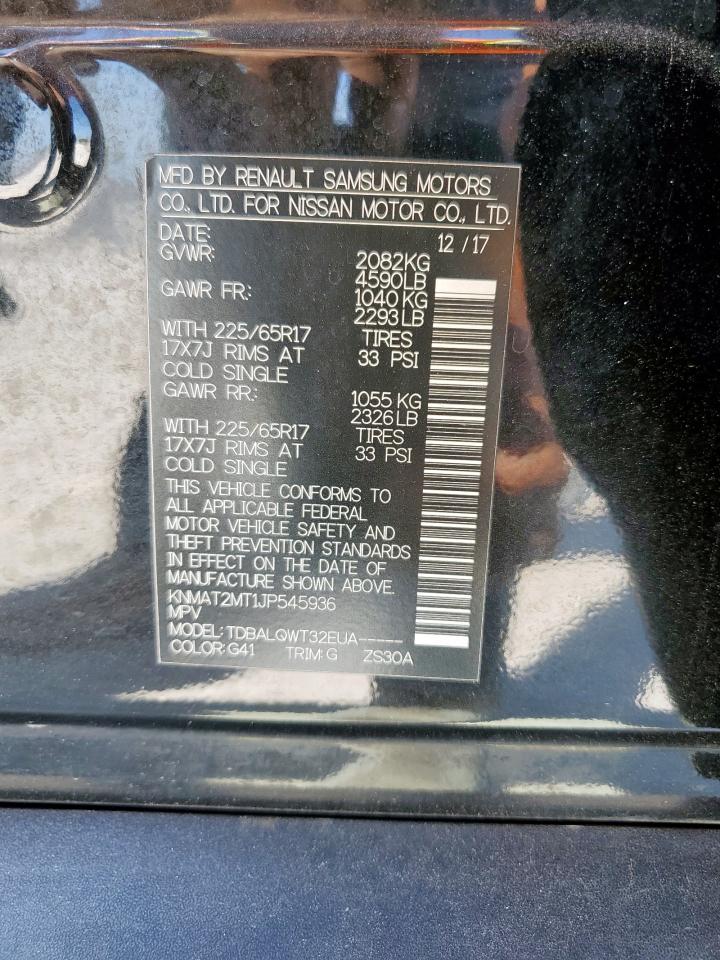 MFD BY RENAULT SAMSUNG MOTORS
CO., LTD. FOR NISSAN MOTOR CO., LTD.
DATE: 12 / 17
GVWR: 2082KG
4590LB
GAWR FR.: 1040 KG
2293 LB
WITH 225/65R17 TIRES
17X7J RIMS AT 33 PSI
COLD SINGLE
GAWR RR.: 1055 KG
2326 LB
WITH 225/65R17 TIRES
17X7J RIMS AT 33 PSI
COLD SINGLE
THIS VEHICLE CONFORMS TO
ALL APPLICABLE FEDERAL
MOTOR VEHICLE SAFETY AND
THEFT PREVENTION STANDARDS
IN EFFECT ON THE DATE OF
MANUFACTURE SHOWN ABOVE.
KNMAT2MT1JP545936
MPV
MODEL: TDBALQWT32EUA-----
COLOR: G41 TRIM: G ZS30A